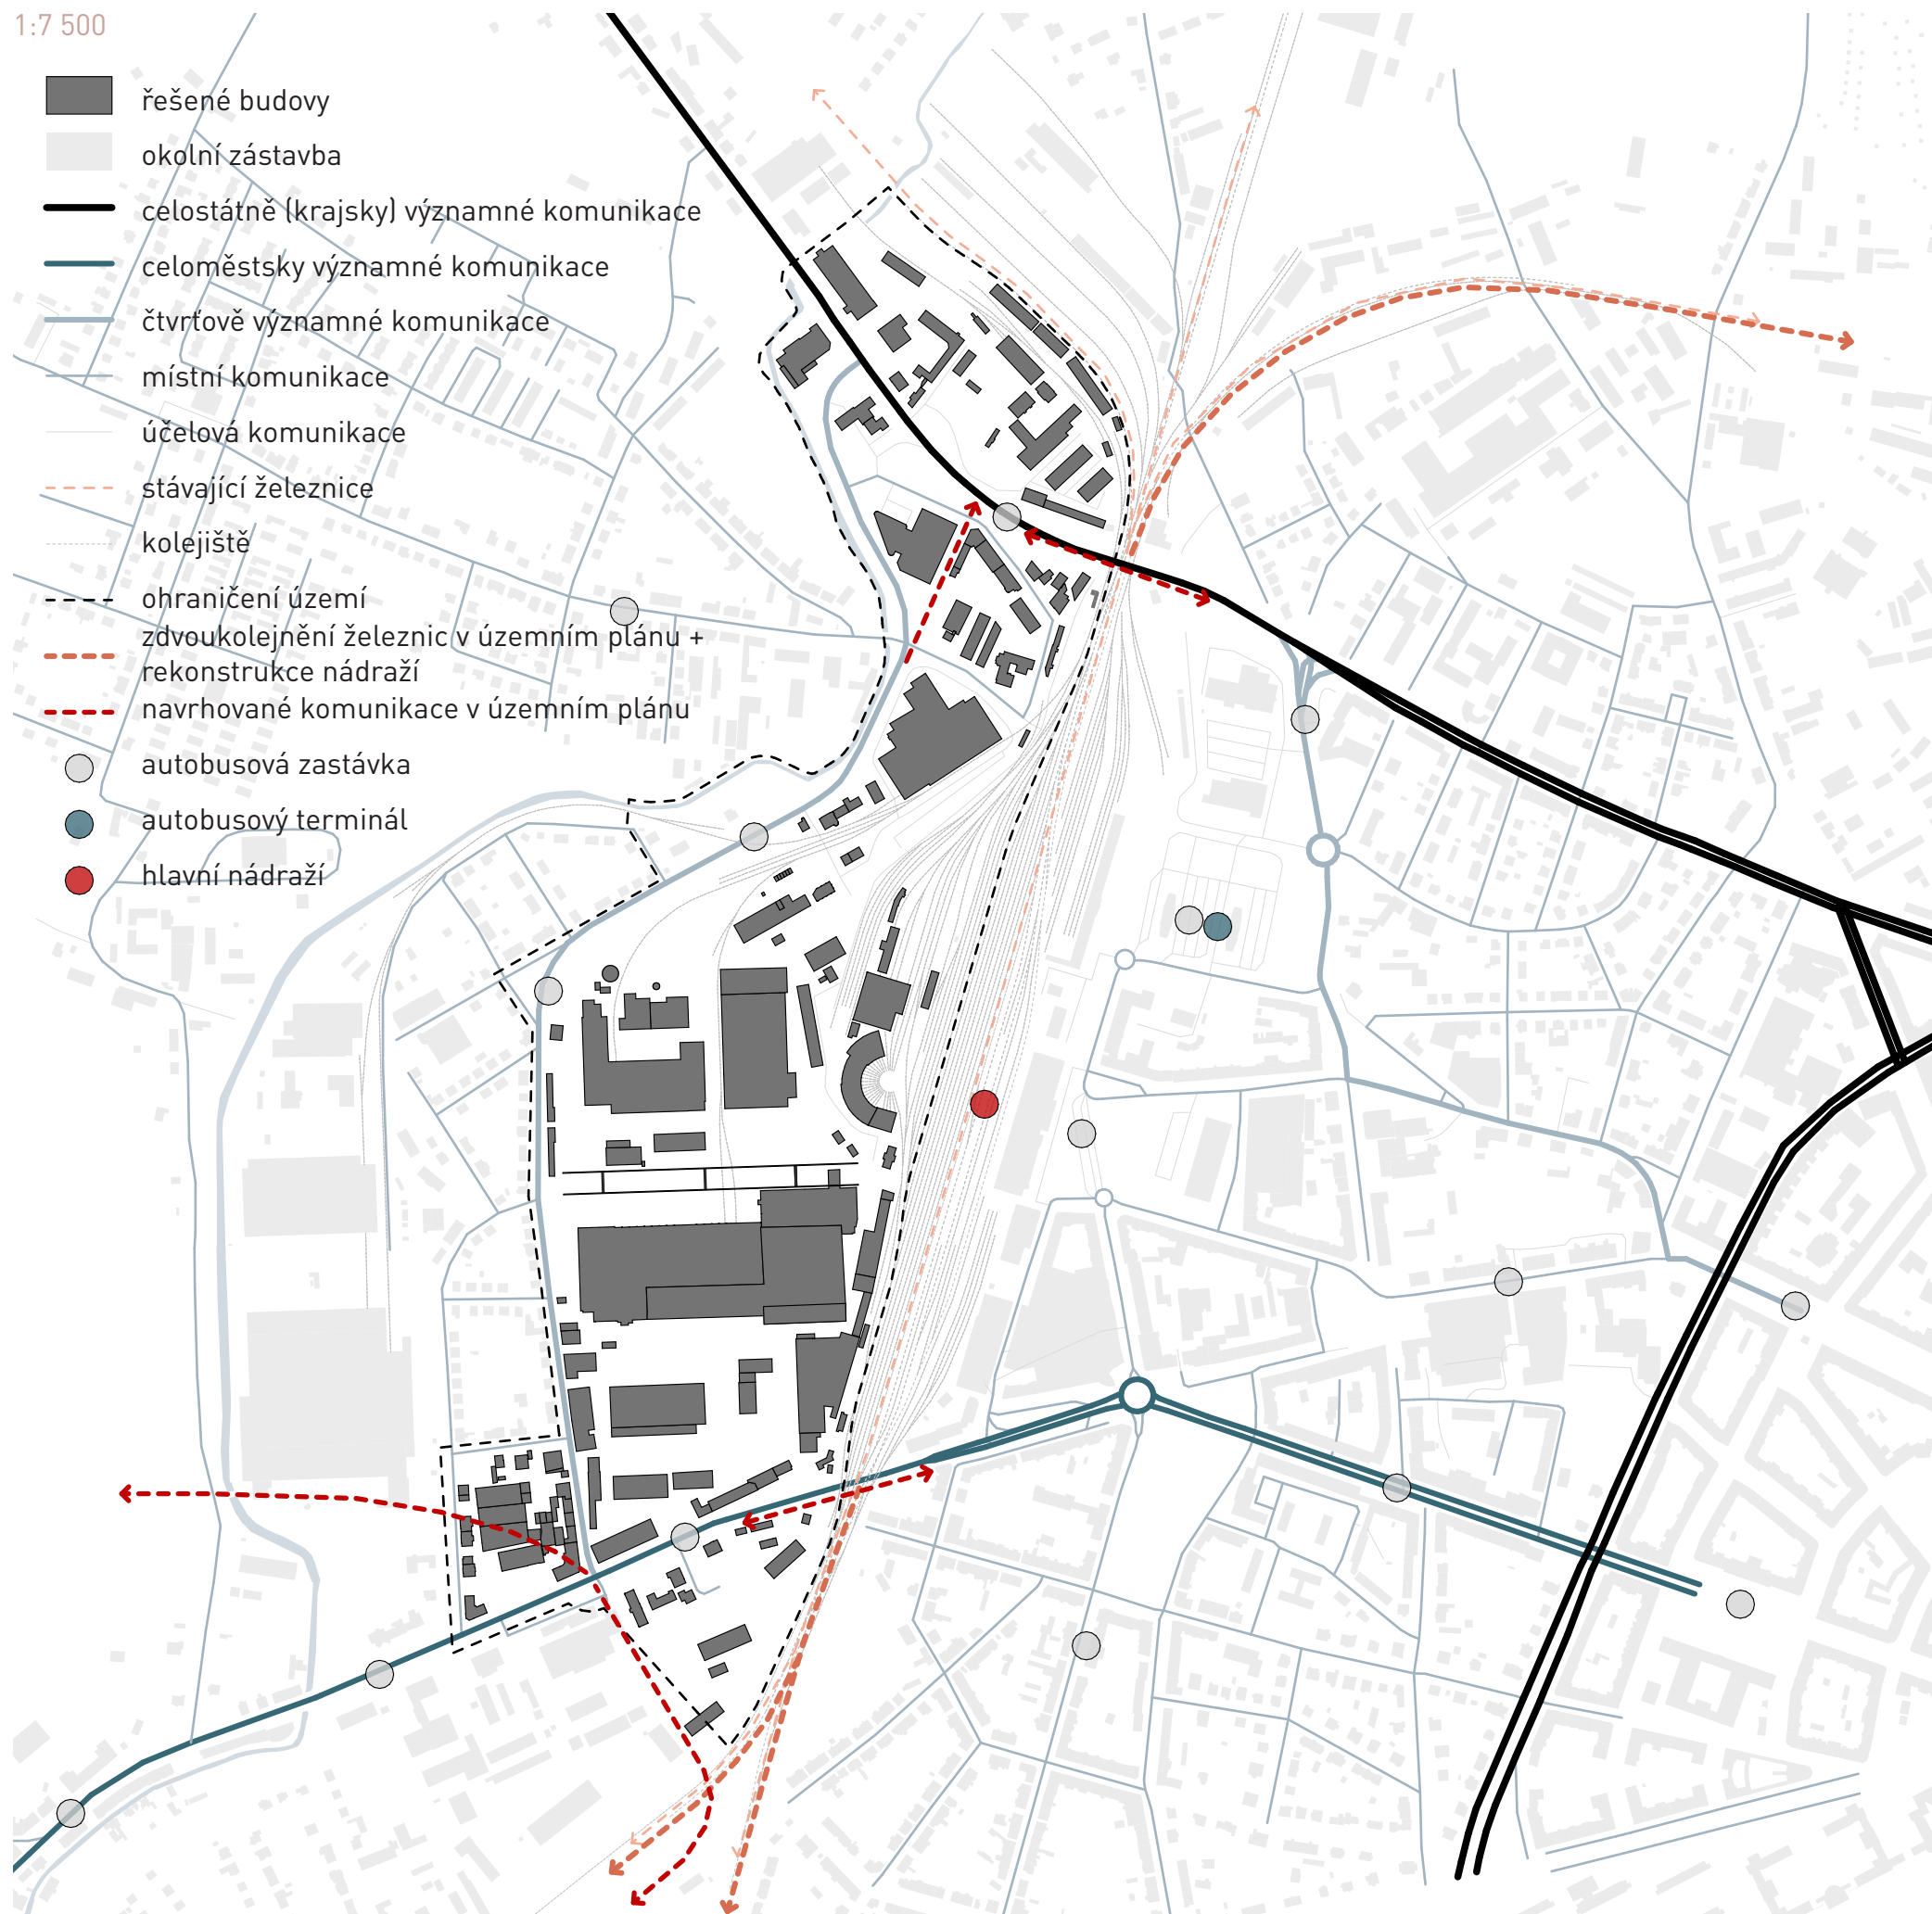 1:7 500
řešené budovy
okolní zástavba
celostátně (krajsky) významné komunikace
celoměstsky významné komunikace
čtvrťově významné komunikace
místní komunikace
účelová komunikace
stávající železnice
kolejiště
ohraničení území
zdvoukolejnění železnic v územním plánu +
rekonstrukce nádraží
navrhované komunikace v územním plánu
autobusová zastávka
autobusový terminál
hlavní nádraží